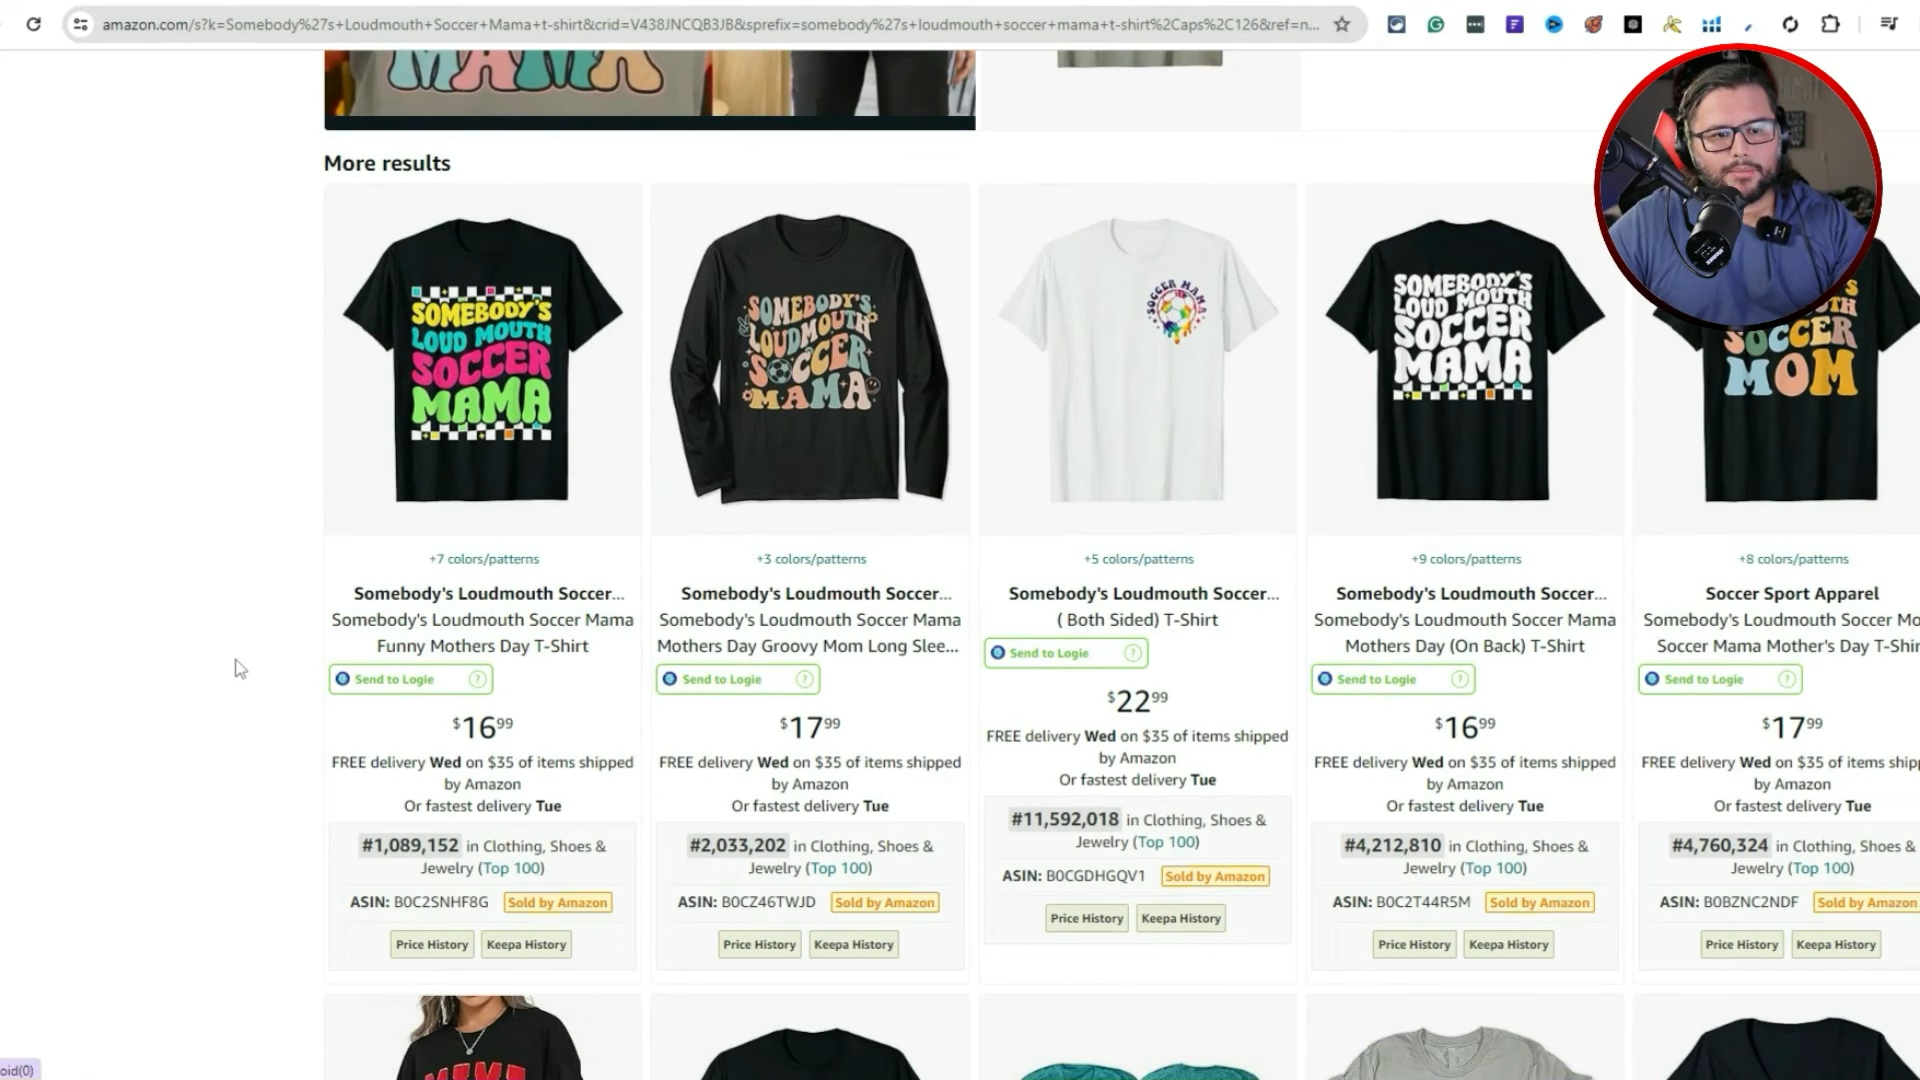 amazon.com/s?k=Somebody%27s+Loudmouth+Soccer+Mama+t-shirt&crid=V438JNCQB3JB&sprefix=somebody%27s+loudmouth+soccer+mama+t-shirt%2Caps%2C126&ref=n...
MAMA
More results
SOMEBODY'S
LOUD MOUTH
SOCCER
MAMA
SOMEBODY'S
LOUDMOUTH
SOCCER
MAMA
SOCCER MAMA
SOMEBODY'S
LOUD MOUTH
SOCCER
MAMA
SOCCER
MOM
+7 colors/patterns
Somebody's Loudmouth Soccer...
Somebody's Loudmouth Soccer Mama
Funny Mothers Day T-Shirt
Send to Logie ?
$16.99
FREE delivery Wed on $35 of items shipped
by Amazon
Or fastest delivery Tue
#1,089,152 in Clothing, Shoes &
Jewelry (Top 100)
ASIN: B0C2SNHF8G Sold by Amazon
Price History Keepa History
+3 colors/patterns
Somebody's Loudmouth Soccer...
Somebody's Loudmouth Soccer Mama
Mothers Day Groovy Mom Long Slee...
Send to Logie ?
$17.99
FREE delivery Wed on $35 of items shipped
by Amazon
Or fastest delivery Tue
#2,033,202 in Clothing, Shoes &
Jewelry (Top 100)
ASIN: B0CZ46TWJD Sold by Amazon
Price History Keepa History
+5 colors/patterns
Somebody's Loudmouth Soccer...
( Both Sided) T-Shirt
Send to Logie ?
$22.99
FREE delivery Wed on $35 of items shipped
by Amazon
Or fastest delivery Tue
#11,592,018 in Clothing, Shoes &
Jewelry (Top 100)
ASIN: B0CGDHGQV1 Sold by Amazon
Price History Keepa History
+9 colors/patterns
Somebody's Loudmouth Soccer...
Somebody's Loudmouth Soccer Mama
Mothers Day (On Back) T-Shirt
Send to Logie ?
$16.99
FREE delivery Wed on $35 of items shipped
by Amazon
Or fastest delivery Tue
#4,212,810 in Clothing, Shoes &
Jewelry (Top 100)
ASIN: B0C2T44R5M Sold by Amazon
Price History Keepa History
+8 colors/patterns
Soccer Sport Apparel
Somebody's Loudmouth Soccer Mo
Soccer Mama Mother's Day T-Shir
Send to Logie ?
$17.99
FREE delivery Wed on $35 of items shipp
by Amazon
Or fastest delivery Tue
#4,760,324 in Clothing, Shoes &
Jewelry (Top 100)
ASIN: B0BZNC2NDF Sold by Amazon
Price History Keepa History
oid(0)